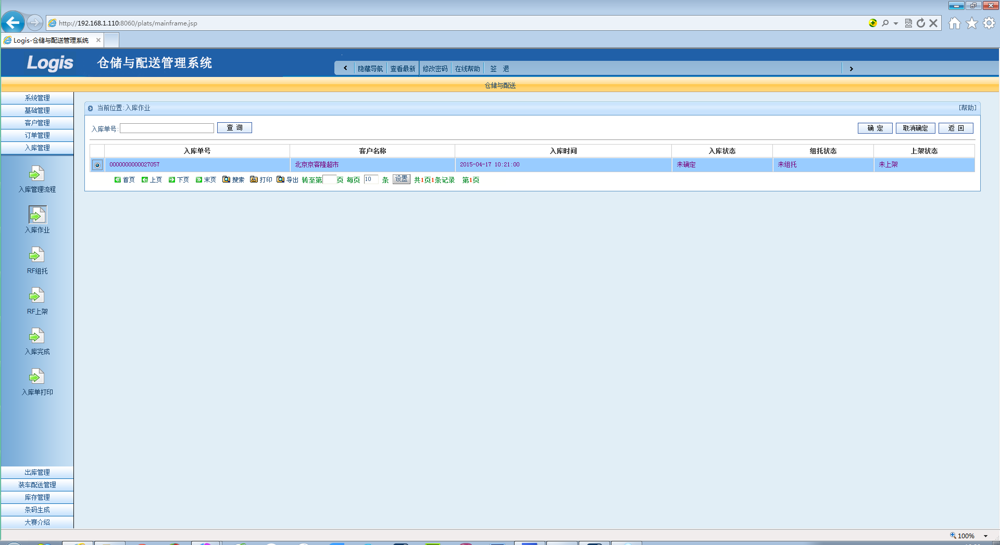 http://192.168.1.110:8060/plats/mainframe.jsp
Logis-仓储与配送管理系统
Logis 仓储与配送管理系统
隐藏导航 查看最新 修改密码 在线帮助 签 退
仓储与配送
系统管理
基础管理
客户管理
订单管理
入库管理
入库管理流程
入库作业
RF组托
RF上架
入库完成
入库单打印
出库管理
装车配送管理
库存管理
条码生成
大赛介绍
当前位置:入库作业 [帮助]
入库单号: 查 询 确 定 取消确定 返 回
入库单号 客户名称 入库时间 入库状态 组托状态 上架状态
0000000000027057 北京京客隆超市 2015-04-17 10:21:00 未确定 未组托 未上架
首页 上页 下页 末页 搜索 打印 导出 转至第 页 每页 10 条 设置 共1页1条记录 第1页
100%